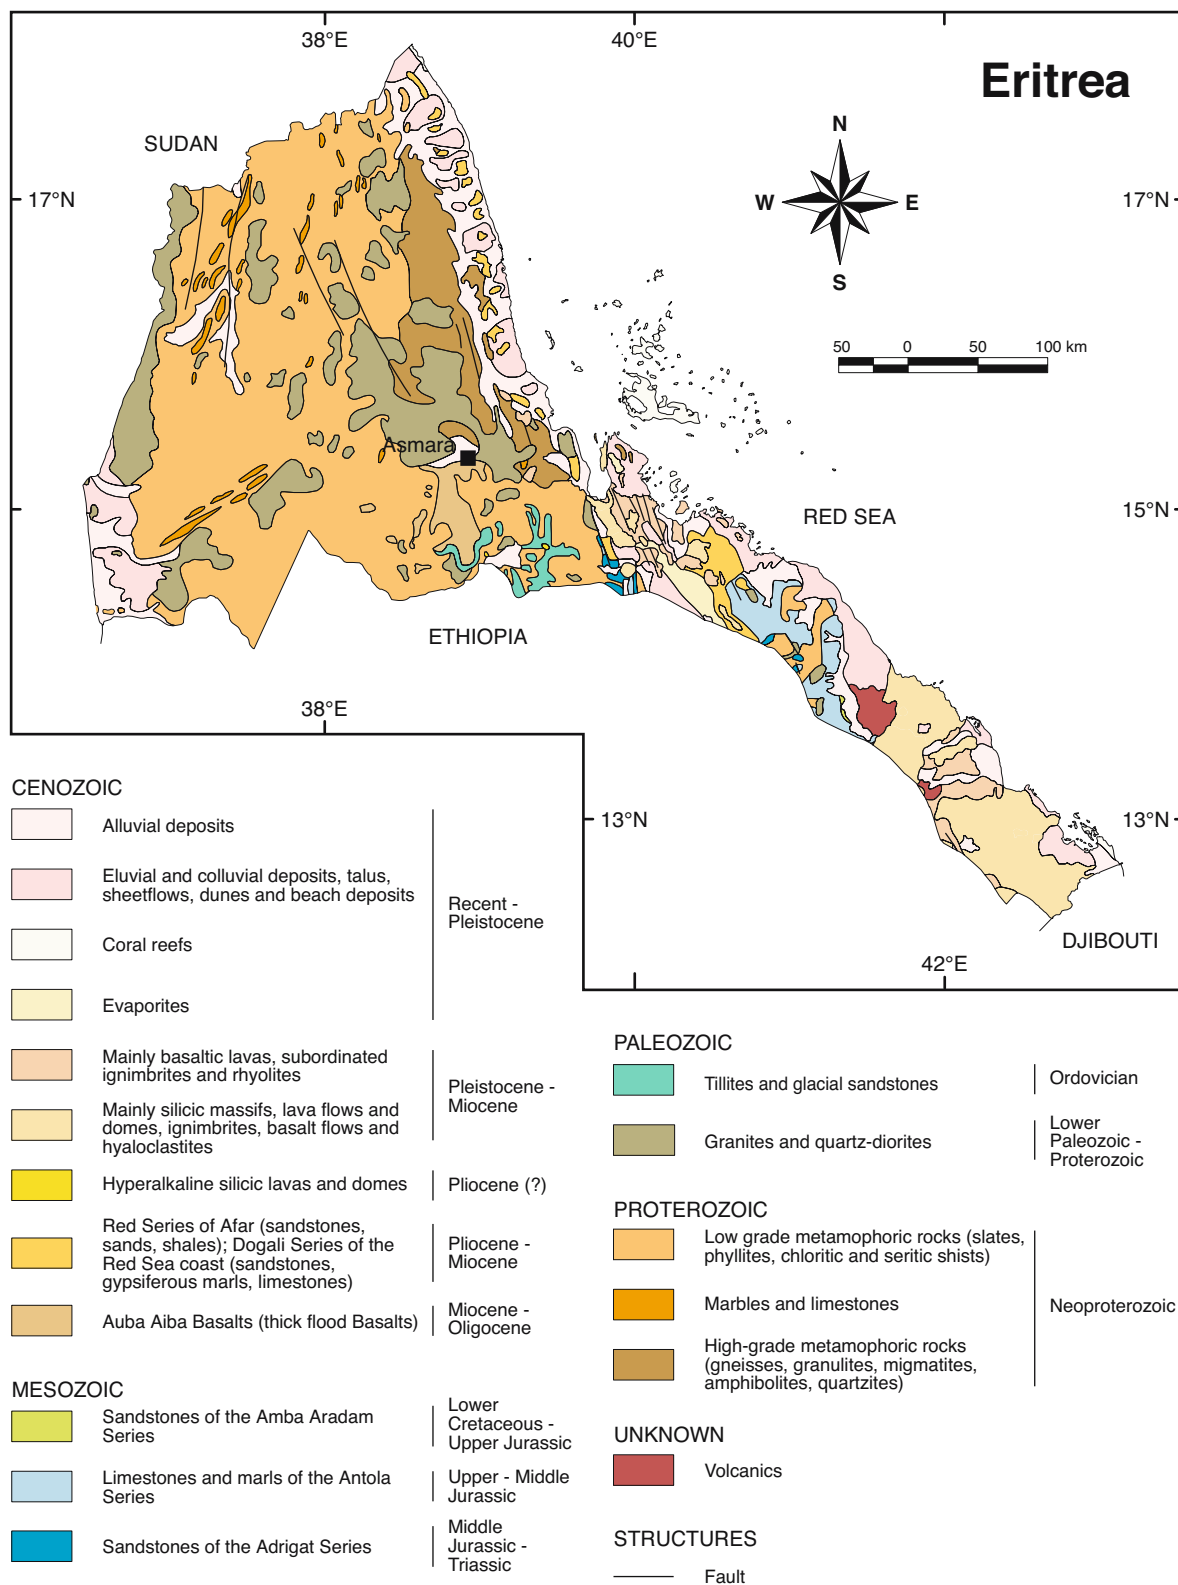 38°E
40°E
Eritrea
SUDAN
N
17°N
17°N
W
E
S
50
0
50
100 km
Asmara
RED SEA
15°N
ETHIOPIA
38°E
13°N
13°N
DJIBOUTI
42°E
CENOZOIC
Alluvial deposits
Eluvial and colluvial deposits, talus,
sheetflows, dunes and beach deposits
Recent -
Pleistocene
Coral reefs
Evaporites
Mainly basaltic lavas, subordinated
ignimbrites and rhyolites
Pleistocene -
Miocene
Mainly silicic massifs, lava flows and
domes, ignimbrites, basalt flows and
hyaloclastites
Hyperalkaline silicic lavas and domes
Pliocene (?)
Red Series of Afar (sandstones,
sands, shales); Dogali Series of the
Red Sea coast (sandstones,
gypsiferous marls, limestones)
Pliocene -
Miocene
Auba Aiba Basalts (thick flood Basalts)
Miocene -
Oligocene
MESOZOIC
Sandstones of the Amba Aradam
Series
Lower
Cretaceous -
Upper Jurassic
Limestones and marls of the Antola
Series
Upper - Middle
Jurassic
Sandstones of the Adrigat Series
Middle
Jurassic -
Triassic
PALEOZOIC
Tillites and glacial sandstones
Ordovician
Granites and quartz-diorites
Lower
Paleozoic -
Proterozoic
PROTEROZOIC
Low grade metamophoric rocks (slates,
phyllites, chloritic and seritic shists)
Marbles and limestones
Neoproterozoic
High-grade metamophoric rocks
(gneisses, granulites, migmatites,
amphibolites, quartzites)
UNKNOWN
Volcanics
STRUCTURES
Fault